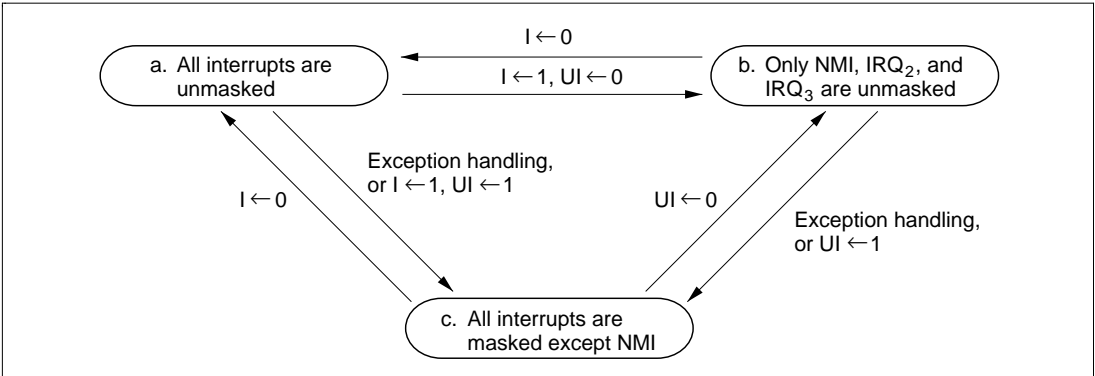 I ← 0
a. All interrupts are
unmasked
I ← 1, UI ← 0
b. Only NMI, IRQ2, and
IRQ3 are unmasked
Exception handling,
or I ← 1, UI ← 1
I ← 0
UI ← 0
Exception handling,
or UI ← 1
c. All interrupts are
masked except NMI